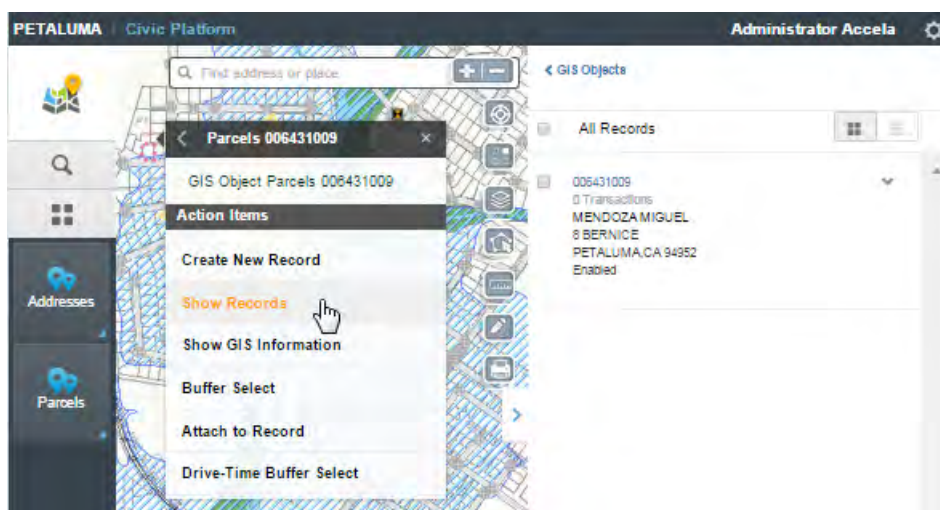 PETALUMA Civic Platform Administrator Accela
Find address or place
GIS Objects
Parcels 006431009 ×
All Records
GIS Object Parcels 006431009
006431009
0 Transactions
MENDOZA MIGUEL
8 BERNICE
PETALUMA,CA 94952
Enabled
Action Items
Create New Record
Show Records
Show GIS Information
Buffer Select
Attach to Record
Drive-Time Buffer Select
Addresses
Parcels